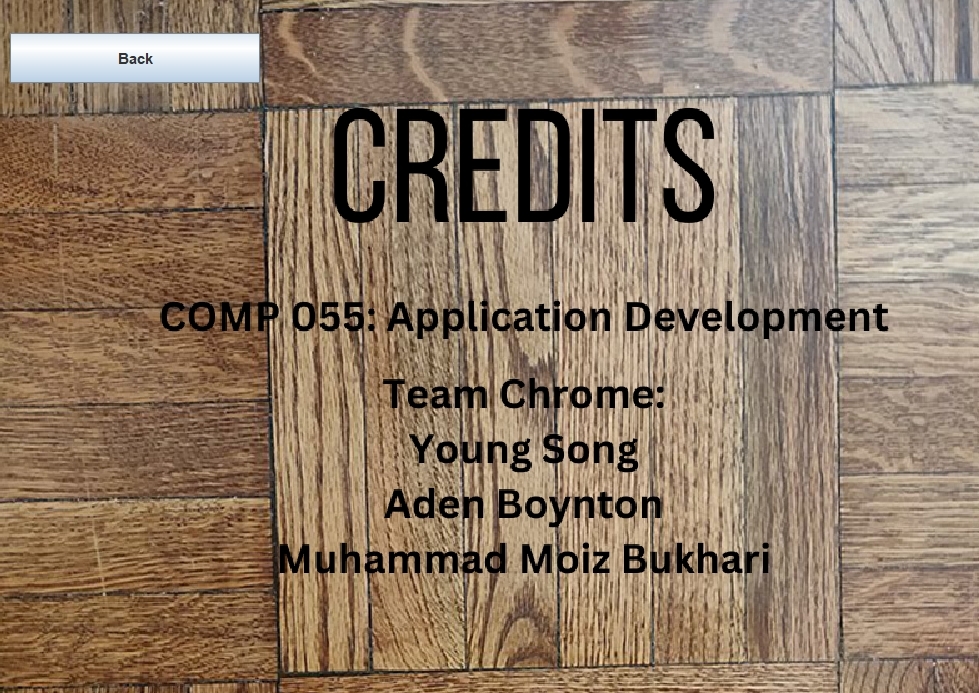 Back
CREDITS
COMP 055: Application Development
Team Chrome:
Young Song
Aden Boynton
Muhammad Moiz Bukhari